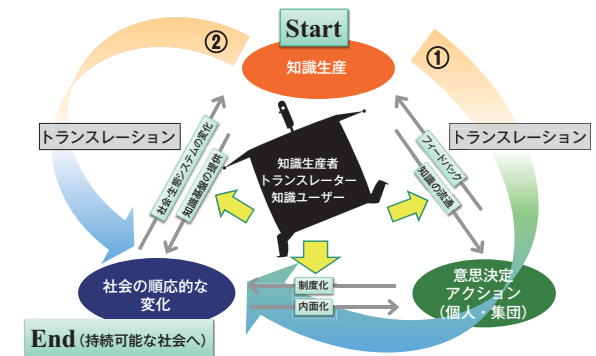 Start
②
①
知識生産
トランスレーション
トランスレーション
社会・生態システムの変化
知識基盤の提供
フィードバック
知識の流通
知識生産者
トランスレーター
知識ユーザー
社会の順応的な
変化
制度化
内面化
意思決定
アクション
（個人・集団）
End（持続可能な社会へ）